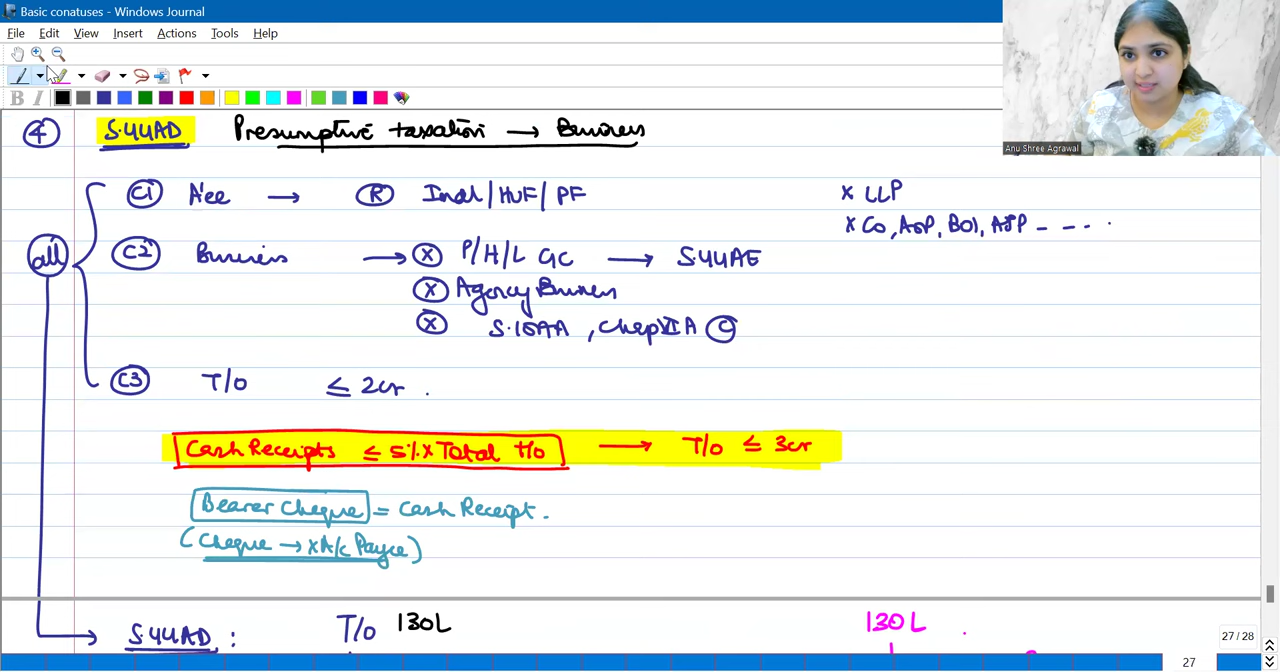 Basic conatuses - Windows Journal
File Edit View Insert Actions Tools Help
B I
Anu Shree Agrawal
④ S.44AD Presumptive taxation → Business
C1 A'ee → R Indl/HUF/PF × LLP
× Co, AOP, BOI, AJP - - - . .
all C2 Business → × P/H/L GC → S44AE
× Agency Business
× S.10AA, Chap VIA C
C3 T/O ≤ 2cr .
Cash Receipts ≤ 5% × Total T/O → T/O ≤ 3cr
Bearer Cheque = Cash Receipt.
(Cheque → × A/c Payee)
→ S44AD : T/O 130L 130L .
27 / 28
27